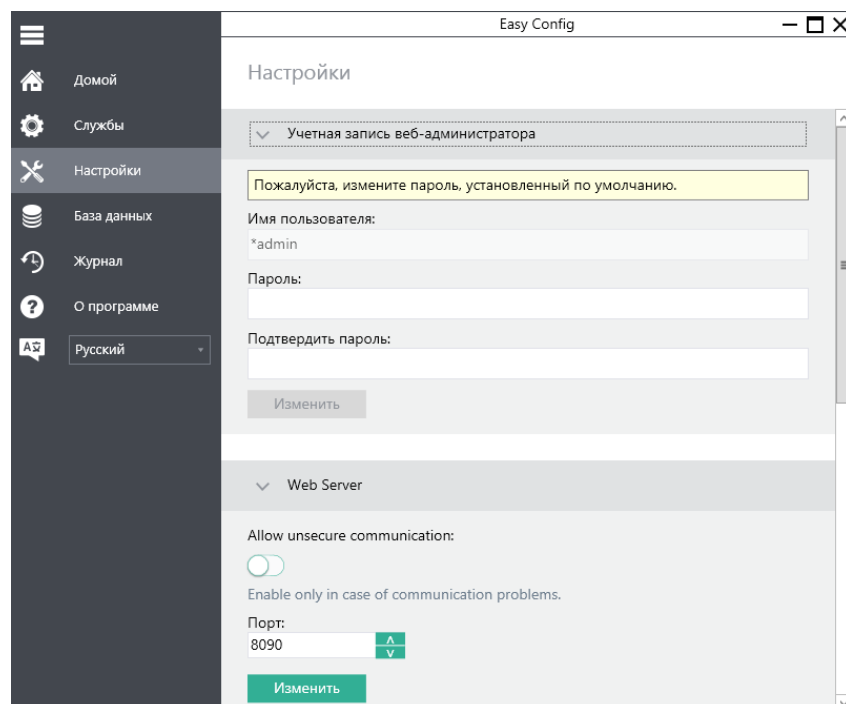 Easy Config
Домой
Службы
Настройки
База данных
Журнал
О программе
Русский
Настройки
Учетная запись веб-администратора
Пожалуйста, измените пароль, установленный по умолчанию.
Имя пользователя:
*admin
Пароль:
Подтвердить пароль:
Изменить
Web Server
Allow unsecure communication:
Enable only in case of communication problems.
Порт:
8090
Изменить